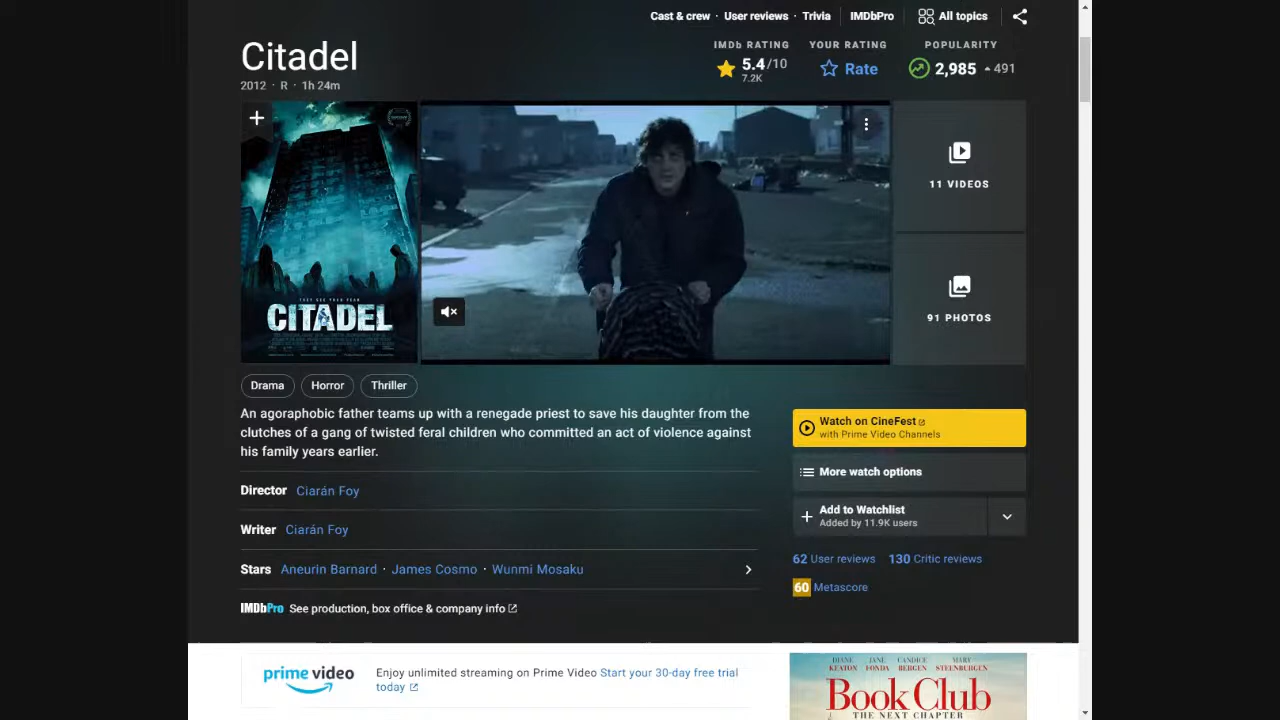 Cast & crew · User reviews · Trivia IMDbPro All topics
Citadel
2012 · R · 1h 24m
IMDb RATING
5.4/10
7.2K
YOUR RATING
Rate
POPULARITY
2,985 491
THEY SEE YOUR FEAR
CITADEL
11 VIDEOS
91 PHOTOS
Drama Horror Thriller
An agoraphobic father teams up with a renegade priest to save his daughter from the
clutches of a gang of twisted feral children who committed an act of violence against
his family years earlier.
Director Ciarán Foy
Writer Ciarán Foy
Stars Aneurin Barnard · James Cosmo · Wunmi Mosaku
IMDbPro See production, box office & company info
Watch on CineFest
with Prime Video Channels
More watch options
Add to Watchlist
Added by 11.9K users
62 User reviews 130 Critic reviews
60 Metascore
prime video
Enjoy unlimited streaming on Prime Video Start your 30-day free trial
today
DIANE KEATON JANE FONDA CANDICE BERGEN MARY STEENBURGEN
Book Club
THE NEXT CHAPTER